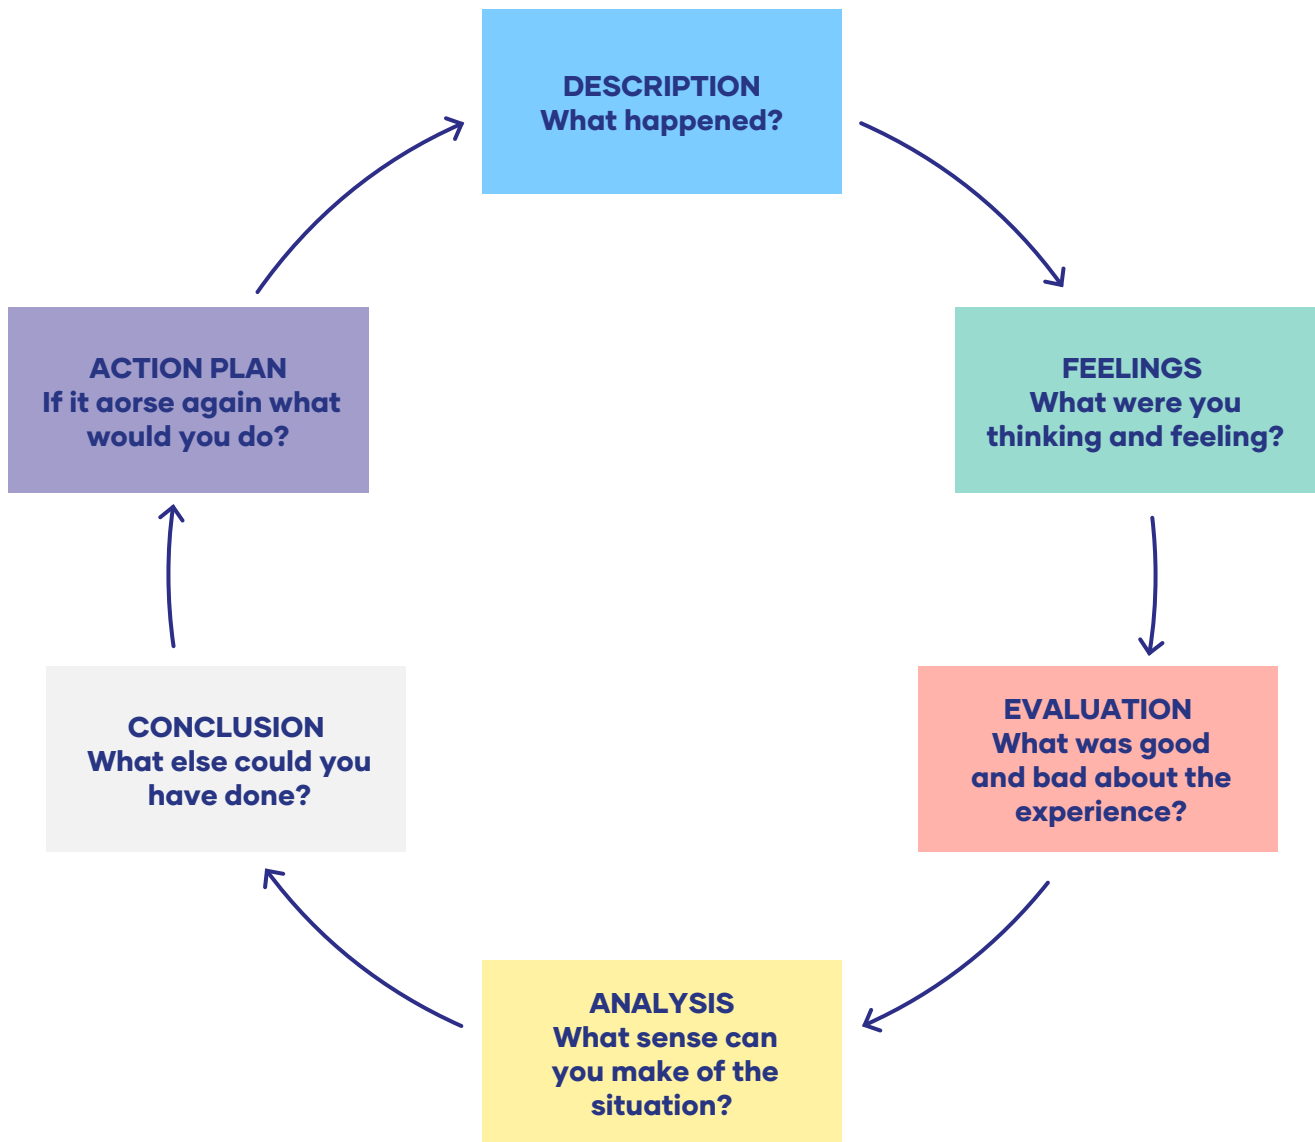 DESCRIPTION
What happened?
FEELINGS
What were you
thinking and feeling?
EVALUATION
What was good
and bad about the
experience?
ANALYSIS
What sense can
you make of the
situation?
CONCLUSION
What else could you
have done?
ACTION PLAN
If it aorse again what
would you do?